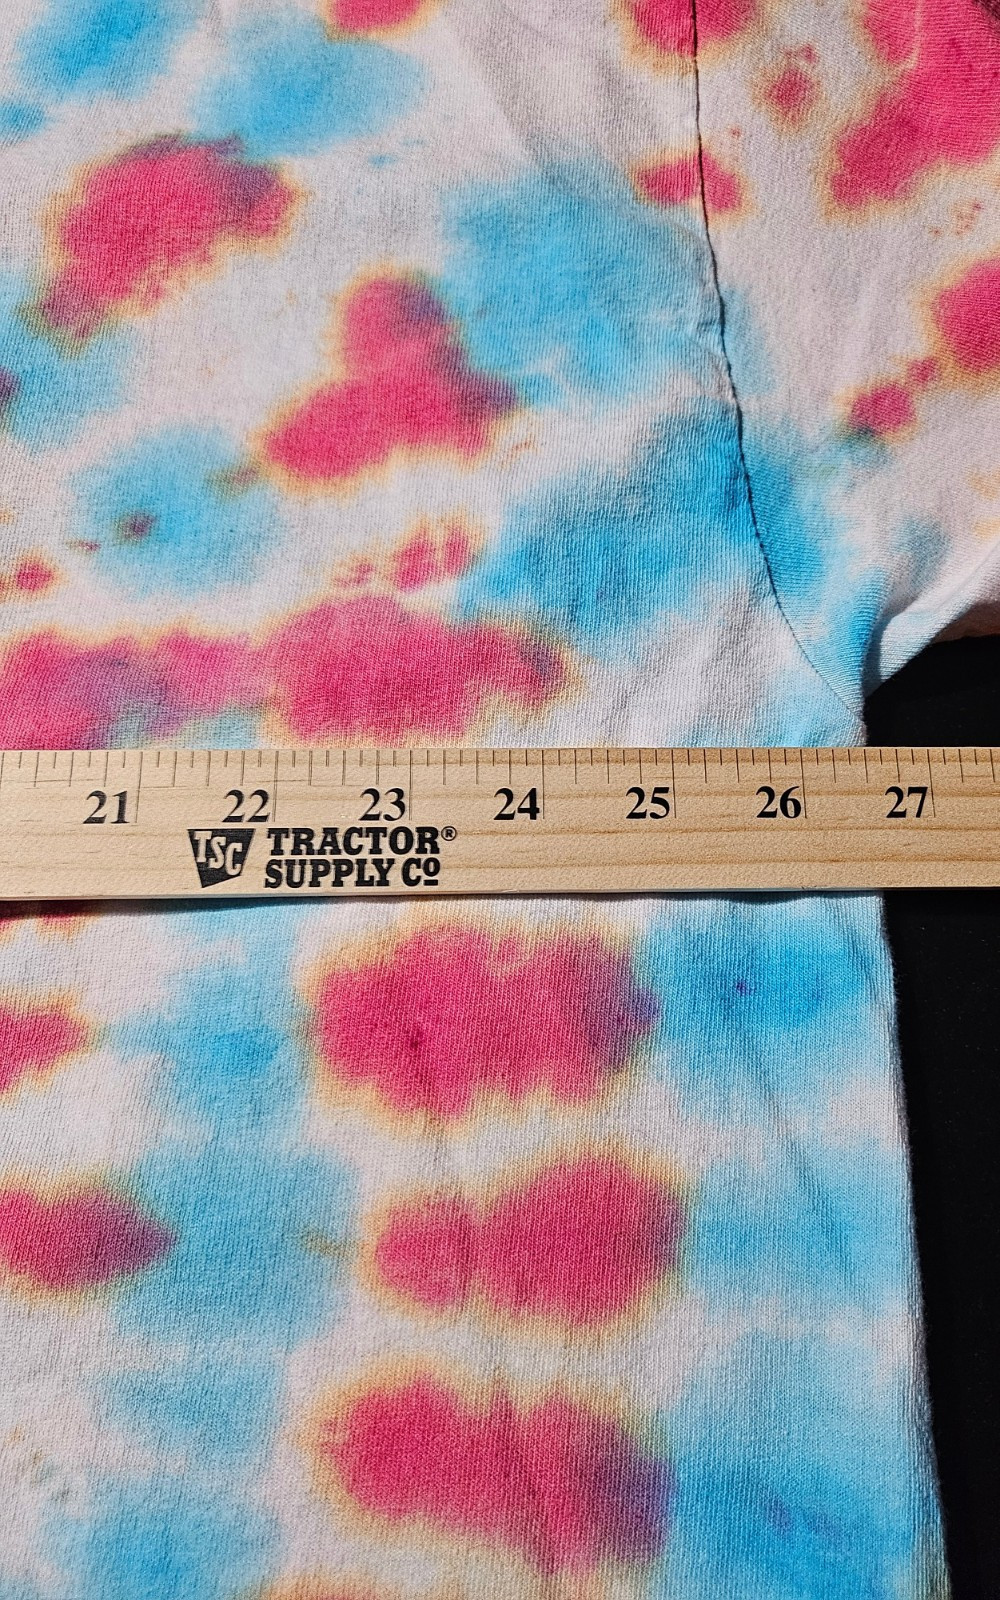 21 22 23 24 25 26 27
TSC TRACTOR®
SUPPLY CO